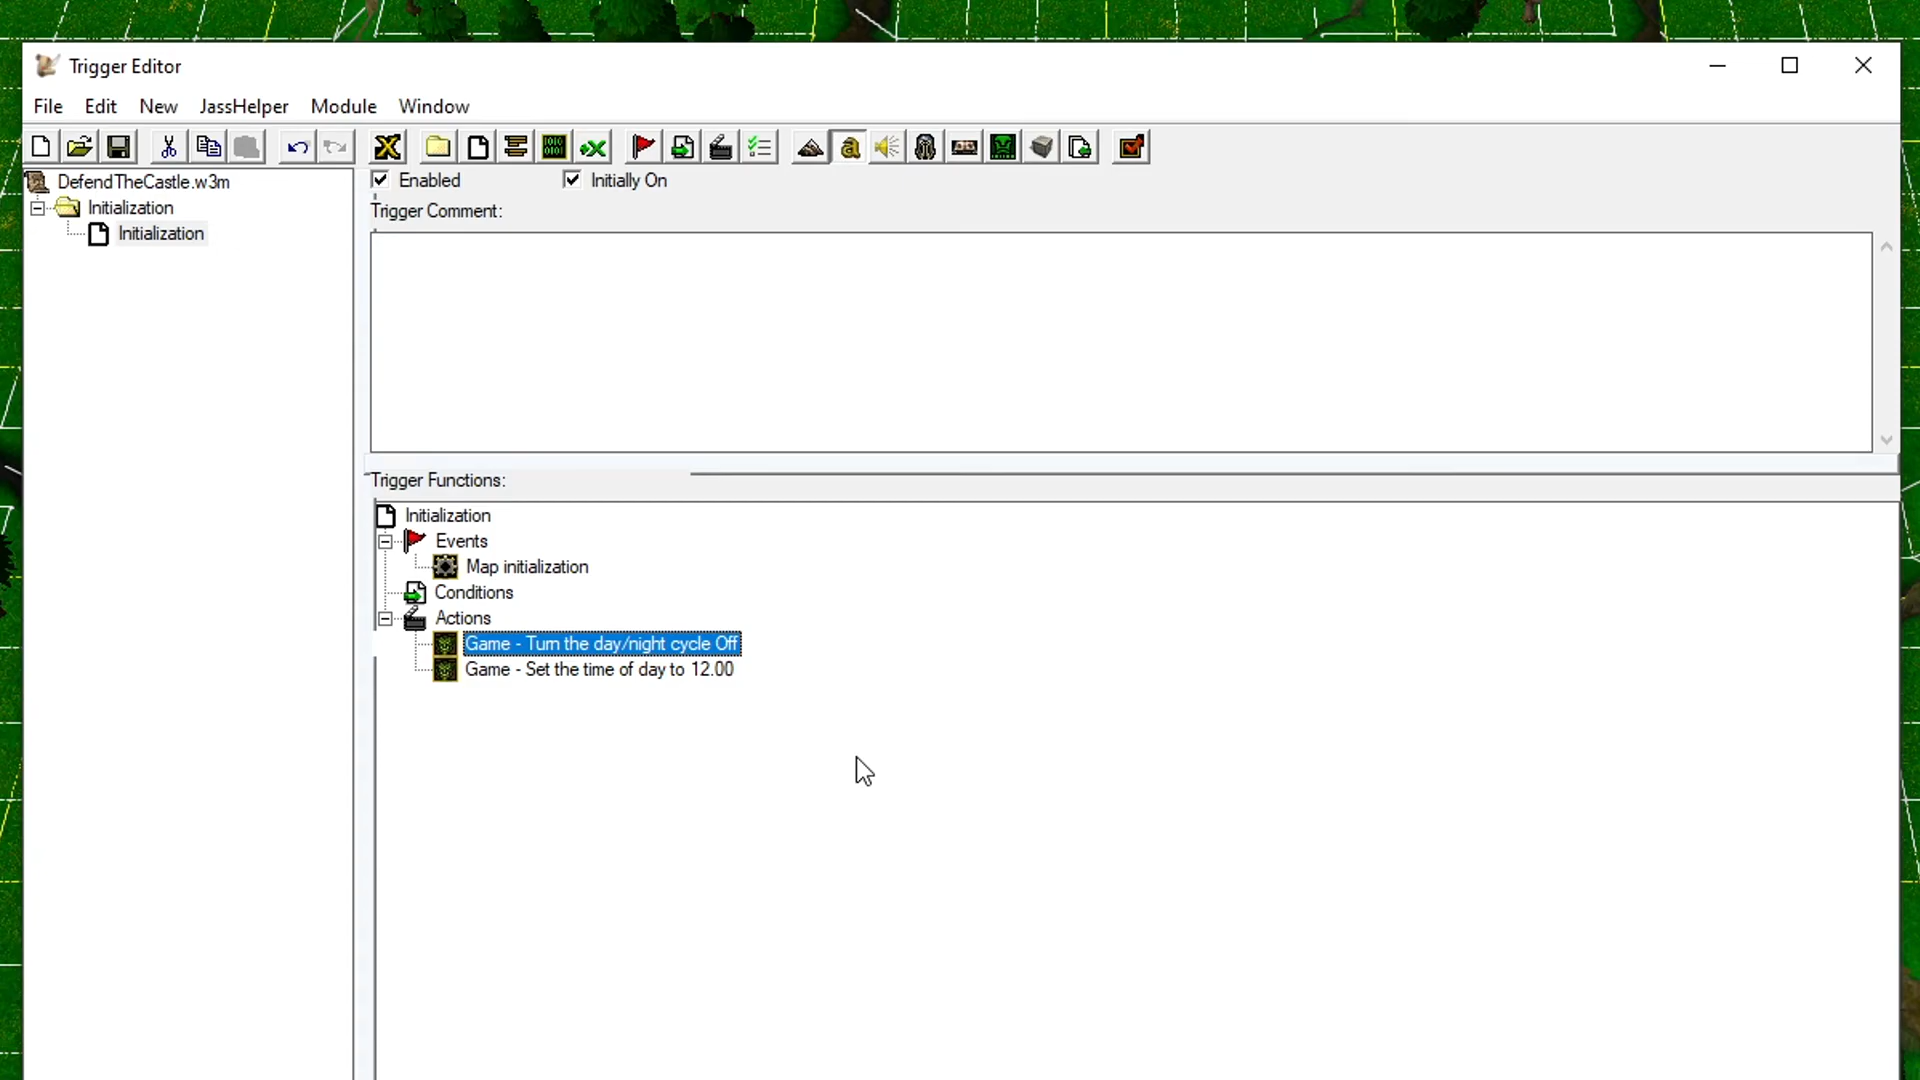 Trigger Editor
File Edit New JassHelper Module Window
DefendTheCastle.w3m
Initialization
Initialization
Enabled Initially On
Trigger Comment:
Trigger Functions:
Initialization
Events
Map initialization
Conditions
Actions
Game - Turn the day/night cycle Off
Game - Set the time of day to 12.00